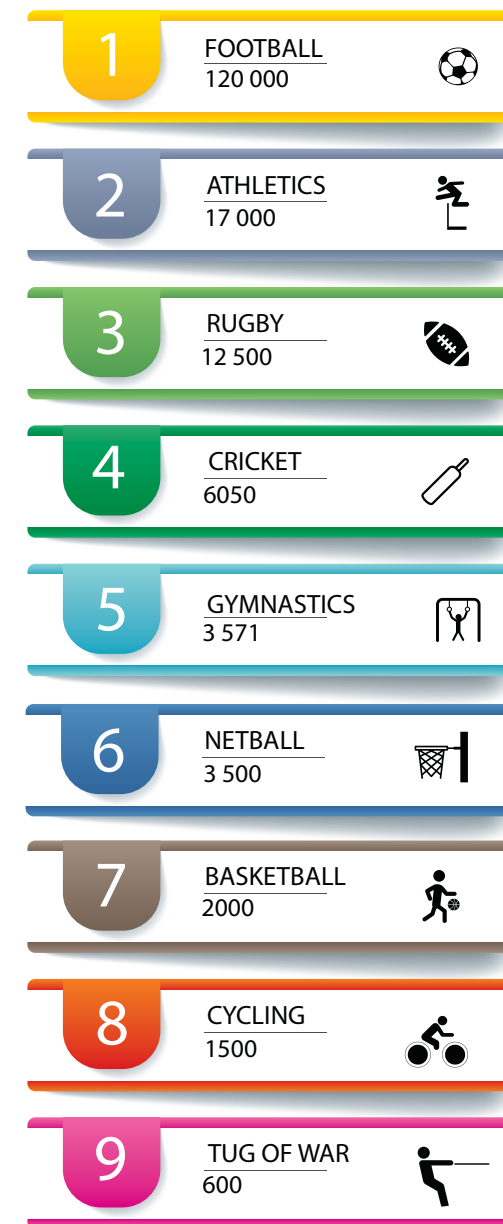 1
FOOTBALL
120 000
2
ATHLETICS
17 000
3
RUGBY
12 500
4
CRICKET
6050
5
GYMNASTICS
3 571
6
NETBALL
3 500
7
BASKETBALL
2000
8
CYCLING
1500
9
TUG OF WAR
600